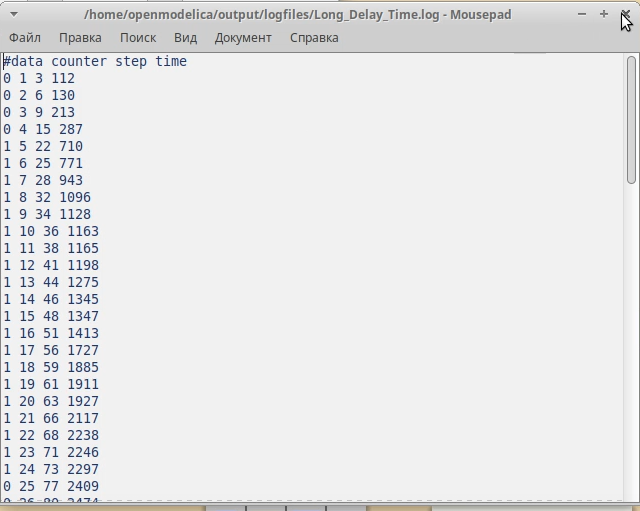 /home/openmodelica/output/logfiles/Long_Delay_Time.log - Mousepad
Файл Правка Поиск Вид Документ Справка
#data counter step time
0 1 3 112
0 2 6 130
0 3 9 213
0 4 15 287
1 5 22 710
1 6 25 771
1 7 28 943
1 8 32 1096
1 9 34 1128
1 10 36 1163
1 11 38 1165
1 12 41 1198
1 13 44 1275
1 14 46 1345
1 15 48 1347
1 16 51 1413
1 17 56 1727
1 18 59 1885
1 19 61 1911
1 20 63 1927
1 21 66 2117
1 22 68 2238
1 23 71 2246
1 24 73 2297
0 25 77 2409
0 26 80 2474